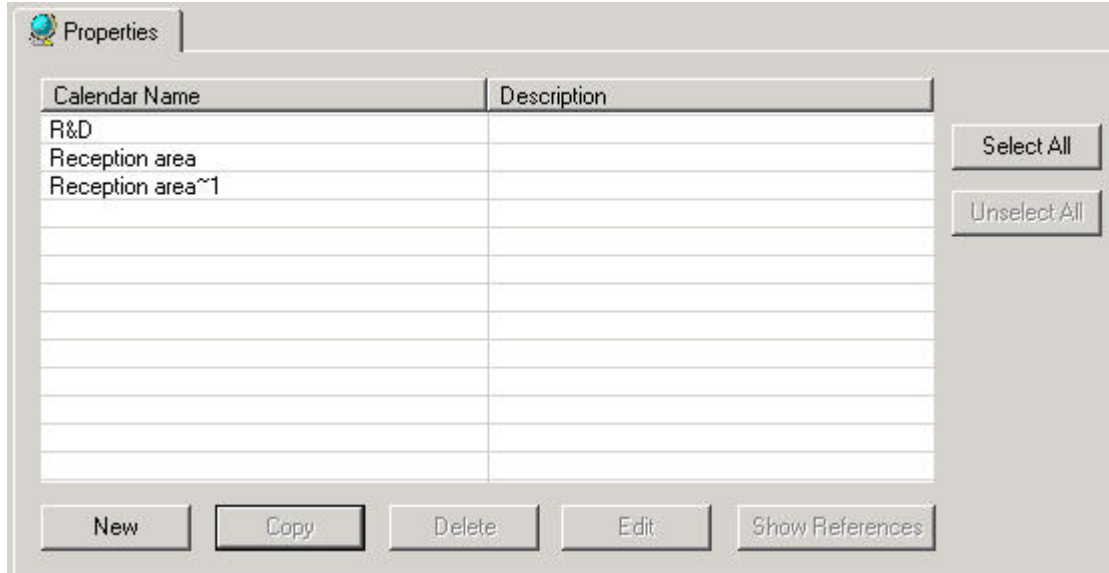 Properties
Calendar Name Description
R&D
Reception area
Select All
Reception area~1
Unselect All
New Copy Delete Edit Show References